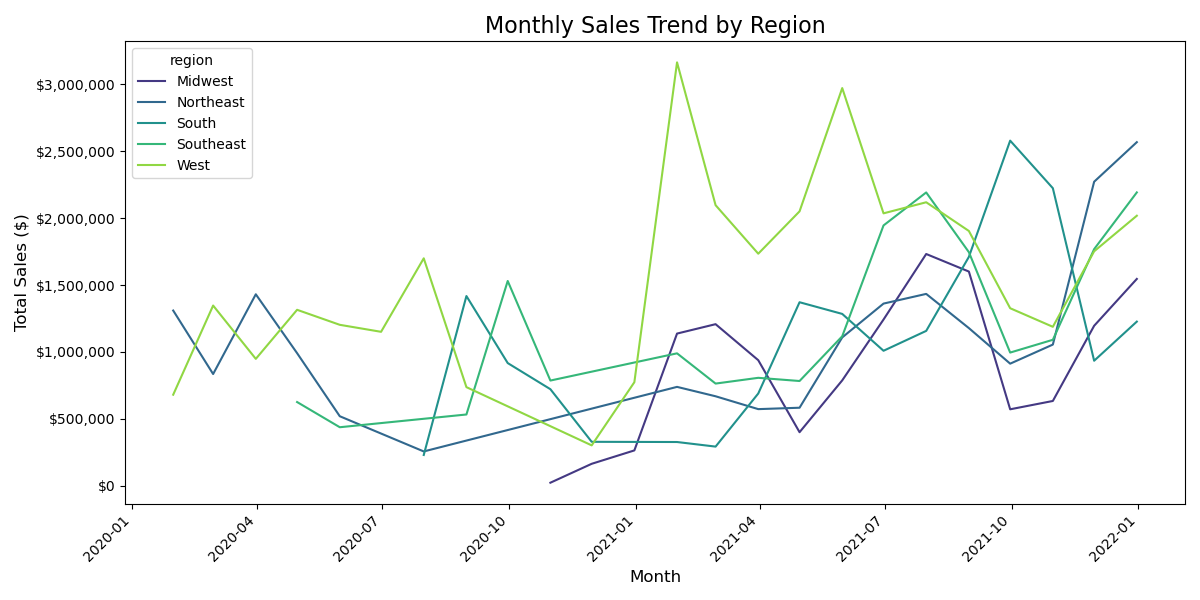 Monthly Sales Trend by Region
region
Midwest
Northeast
South
Southeast
West
Total Sales ($)
$3,000,000
$2,500,000
$2,000,000
$1,500,000
$1,000,000
$500,000
$0
2020-01
2020-04
2020-07
2020-10
2021-01
2021-04
2021-07
2021-10
2022-01
Month